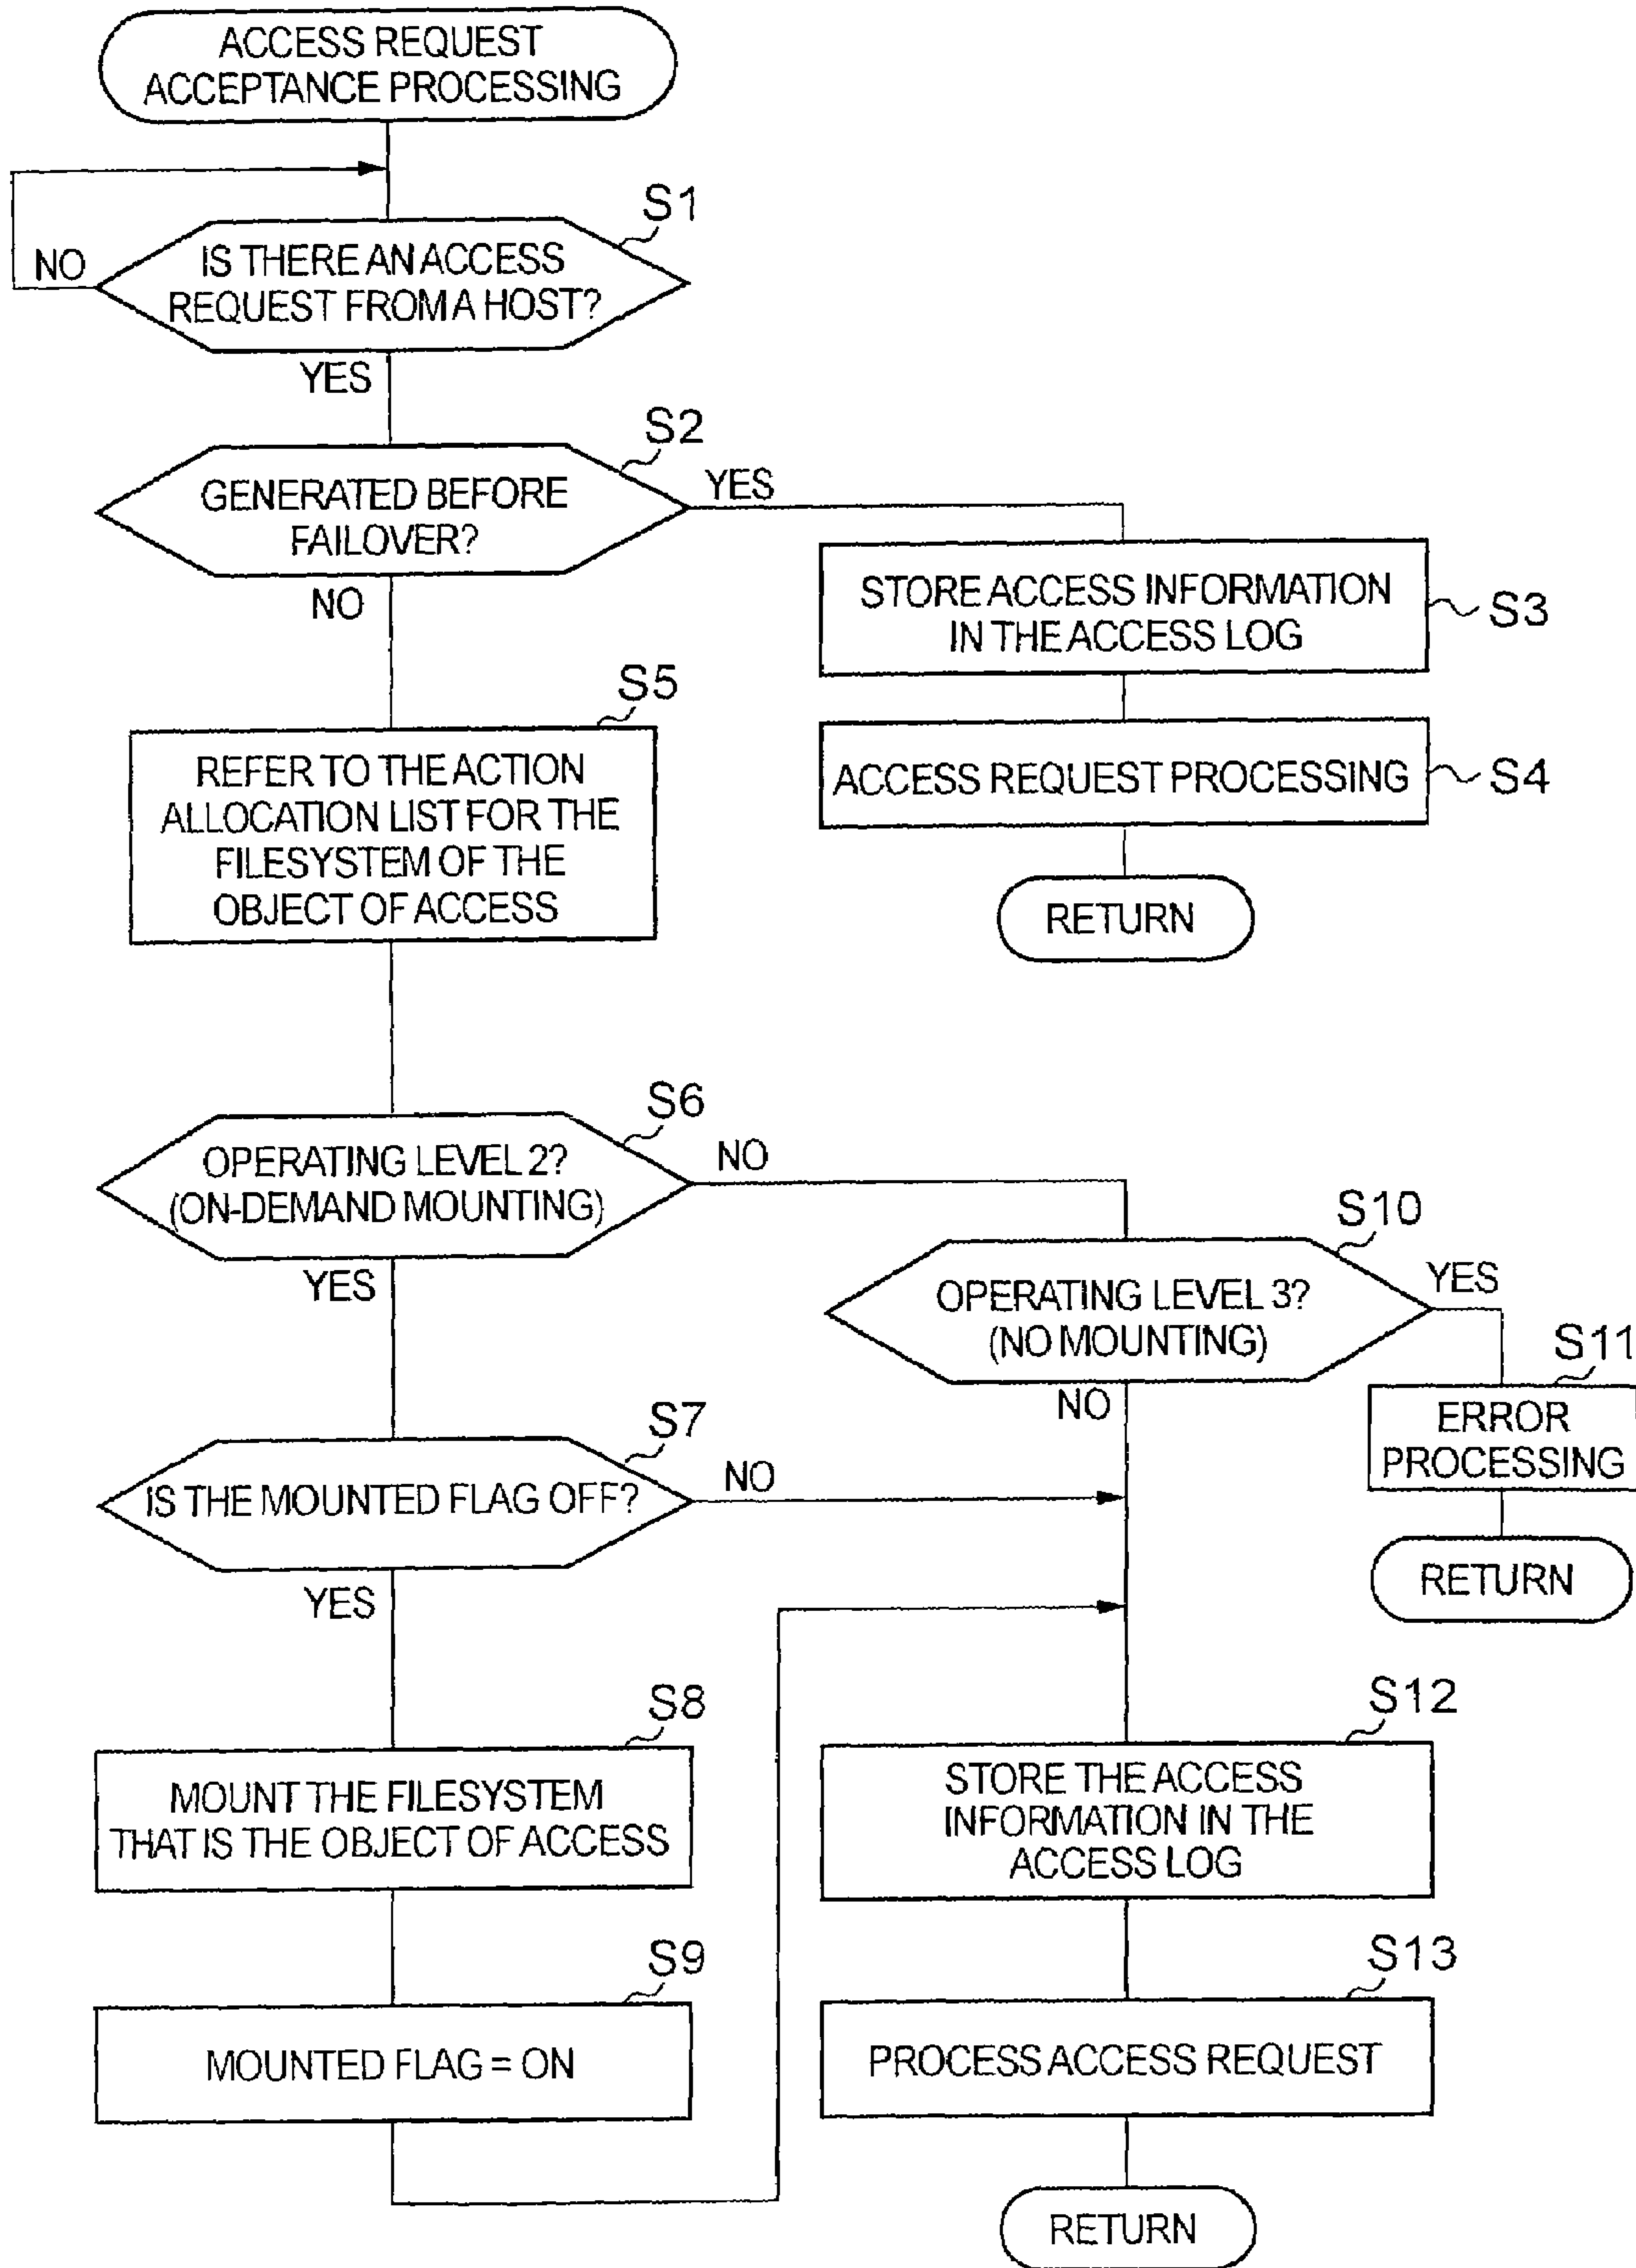 ACCESS REQUEST
ACCEPTANCE PROCESSING
S1
NO
IS THERE AN ACCESS
REQUEST FROM A HOST?
YES
S2
GENERATED BEFORE
FAILOVER?
YES
NO
STORE ACCESS INFORMATION
IN THE ACCESS LOG
S3
S5
REFER TO THE ACTION
ALLOCATION LIST FOR THE
FILESYSTEM OF THE
OBJECT OF ACCESS
ACCESS REQUEST PROCESSING
S4
RETURN
S6
OPERATING LEVEL 2?
(ON-DEMAND MOUNTING)
NO
YES
S10
OPERATING LEVEL 3?
(NO MOUNTING)
YES
NO
S11
ERROR
PROCESSING
RETURN
S7
IS THE MOUNTED FLAG OFF?
NO
YES
S8
MOUNT THE FILESYSTEM
THAT IS THE OBJECT OF ACCESS
S9
MOUNTED FLAG = ON
S12
STORE THE ACCESS
INFORMATION IN THE
ACCESS LOG
S13
PROCESS ACCESS REQUEST
RETURN